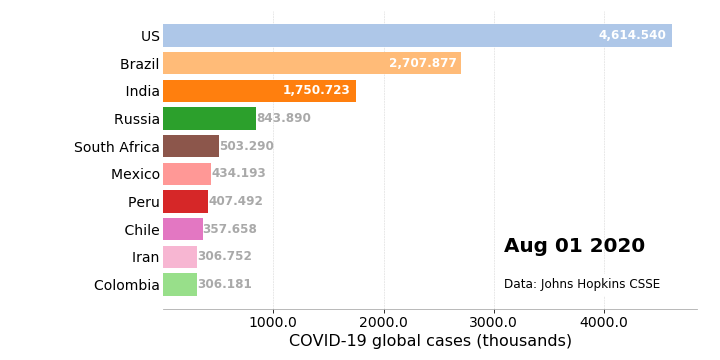 US 4,614.540
Brazil 2,707.877
India 1,750.723
Russia 843.890
South Africa 503.290
Mexico 434.193
Peru 407.492
Chile 357.658
Iran 306.752
Colombia 306.181
Aug 01 2020
Data: Johns Hopkins CSSE
1000.0 2000.0 3000.0 4000.0
COVID-19 global cases (thousands)